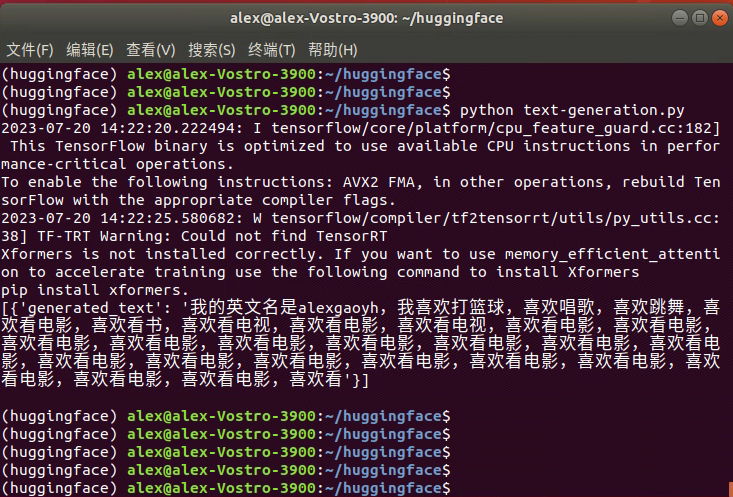 alex@alex-Vostro-3900: ~/huggingface
文件(F) 编辑(E) 查看(V) 搜索(S) 终端(T) 帮助(H)
(huggingface) alex@alex-Vostro-3900:~/huggingface$
(huggingface) alex@alex-Vostro-3900:~/huggingface$
(huggingface) alex@alex-Vostro-3900:~/huggingface$ python text-generation.py
2023-07-20 14:22:20.222494: I tensorflow/core/platform/cpu_feature_guard.cc:182]
 This TensorFlow binary is optimized to use available CPU instructions in perfor
mance-critical operations.
To enable the following instructions: AVX2 FMA, in other operations, rebuild Ten
sorFlow with the appropriate compiler flags.
2023-07-20 14:22:25.580682: W tensorflow/compiler/tf2tensorrt/utils/py_utils.cc:
38] TF-TRT Warning: Could not find TensorRT
Xformers is not installed correctly. If you want to use memory_efficient_attenti
on to accelerate training use the following command to install Xformers
pip install xformers.
[{'generated_text': '我的英文名是alexgaoyh，我喜欢打篮球，喜欢唱歌，喜欢跳舞，喜
欢看电影，喜欢看书，喜欢看电视，喜欢看电影，喜欢看电视，喜欢看电影，喜欢看电影，
喜欢看电影，喜欢看电影，喜欢看电影，喜欢看电影，喜欢看电影，喜欢看电影，喜欢看电
影，喜欢看电影，喜欢看电影，喜欢看电影，喜欢看电影，喜欢看电影，喜欢看电影，喜欢
看电影，喜欢看电影，喜欢看电影，喜欢看'}]
(huggingface) alex@alex-Vostro-3900:~/huggingface$
(huggingface) alex@alex-Vostro-3900:~/huggingface$
(huggingface) alex@alex-Vostro-3900:~/huggingface$
(huggingface) alex@alex-Vostro-3900:~/huggingface$
(huggingface) alex@alex-Vostro-3900:~/huggingface$